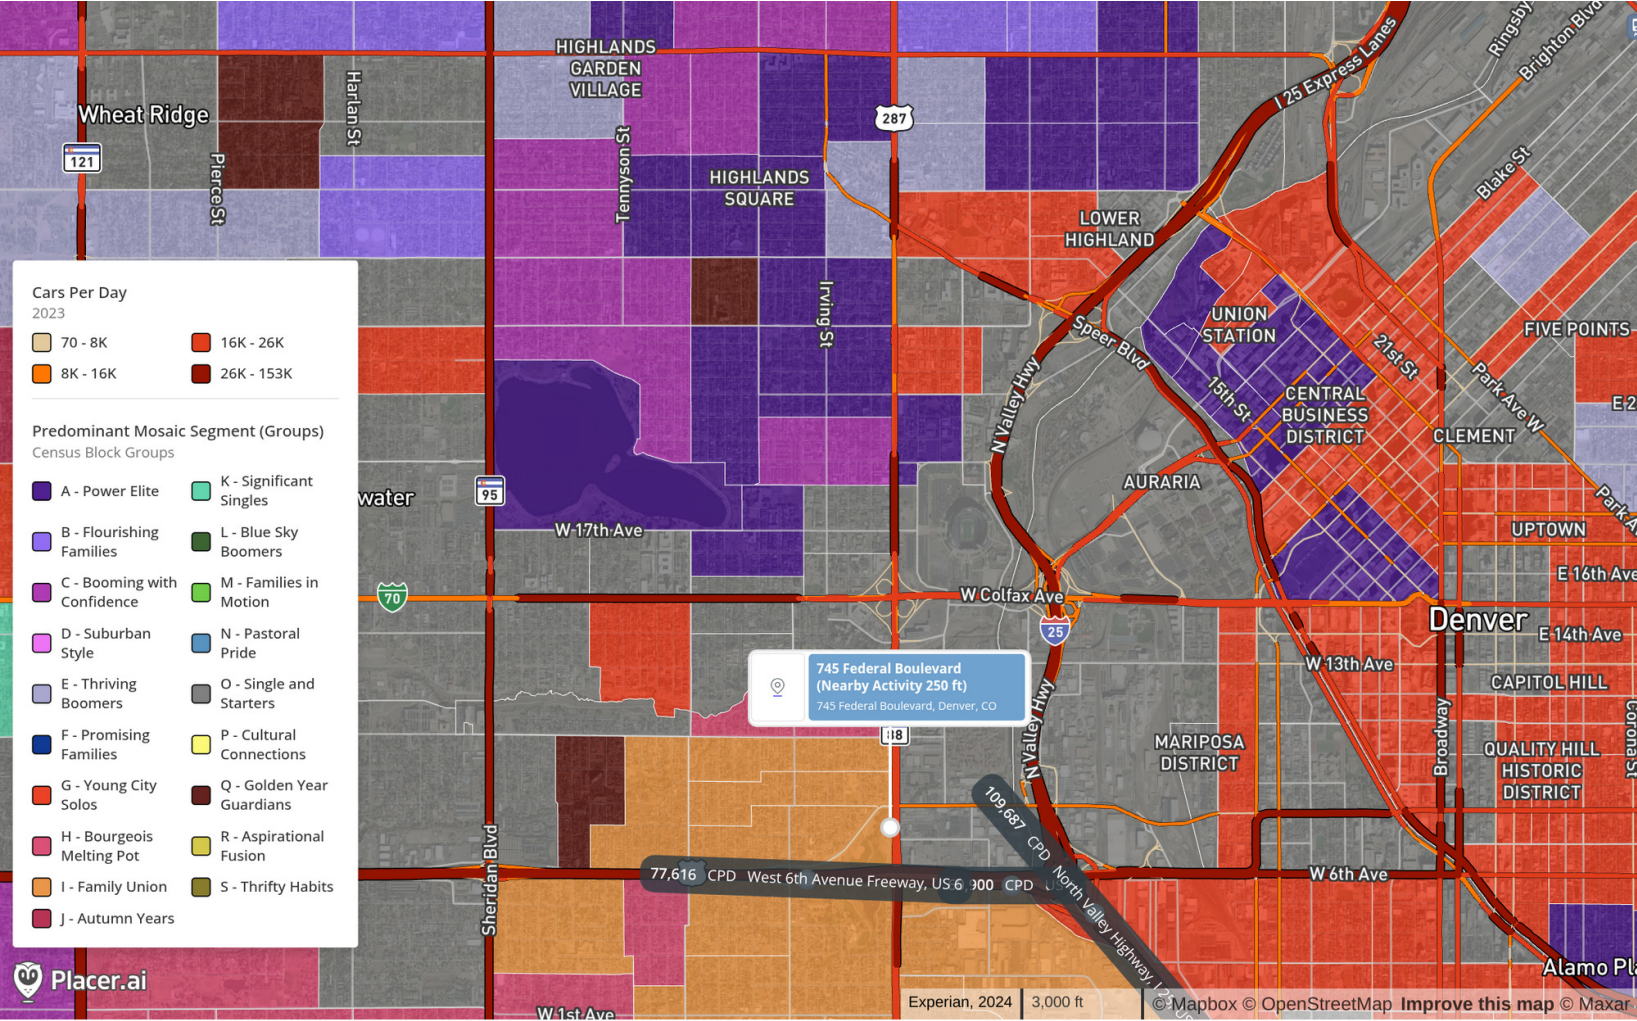 HIGHLANDS
GARDEN
VILLAGE
I 25 Express Lanes
Brighton Blvd
Wheat Ridge
Harlan St
287
121
Pierce St
Tennyson St
HIGHLANDS
SQUARE
Blake St
LOWER
HIGHLAND
Cars Per Day
2023
70 - 8K
16K - 26K
8K - 16K
26K - 153K
Predominant Mosaic Segment (Groups)
Census Block Groups
A - Power Elite
B - Flourishing
Families
C - Booming with
Confidence
D - Suburban
Style
E - Thriving
Boomers
F - Promising
Families
G - Young City
Solos
H - Bourgeois
Melting Pot
I - Family Union
J - Autumn Years
K - Significant
Singles
L - Blue Sky
Boomers
M - Families in
Motion
N - Pastoral
Pride
O - Single and
Starters
P - Cultural
Connections
Q - Golden Year
Guardians
R - Aspirational
Fusion
S - Thrifty Habits
Irving St
Speer Blvd
UNION
STATION
FIVE POINTS
21st St
N Valley Hwy
15th St
CENTRAL
BUSINESS
DISTRICT
Park Ave W
E 2
CLEMENT
water
95
AURARIA
W 17th Ave
UPTOWN
Park A
70
W Colfax Ave
E 16th Ave
25
Denver
E 14th Ave
W 13th Ave
745 Federal Boulevard
(Nearby Activity 250 ft)
745 Federal Boulevard, Denver, CO
CAPITOL HILL
88
N Valley Hwy
MARIPOSA
DISTRICT
Broadway
Corona St
QUALITY HILL
HISTORIC
DISTRICT
109,687 CPD North Valley Highway, I 25
Sheridan Blvd
77,616 CPD West 6th Avenue Freeway, US 6
,900 CPD US
W 6th Ave
Alamo Pl
Placer.ai
W 1st Ave
Experian, 2024
3,000 ft
© Mapbox © OpenStreetMap Improve this map © Maxar